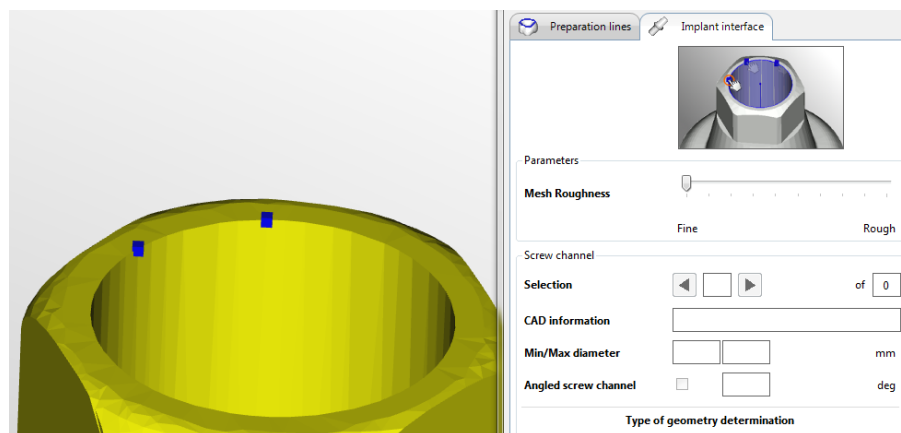 Preparation lines
Implant interface
Parameters
Mesh Roughness
Fine Rough
Screw channel
Selection of 0
CAD information
Min/Max diameter mm
Angled screw channel deg
Type of geometry determination